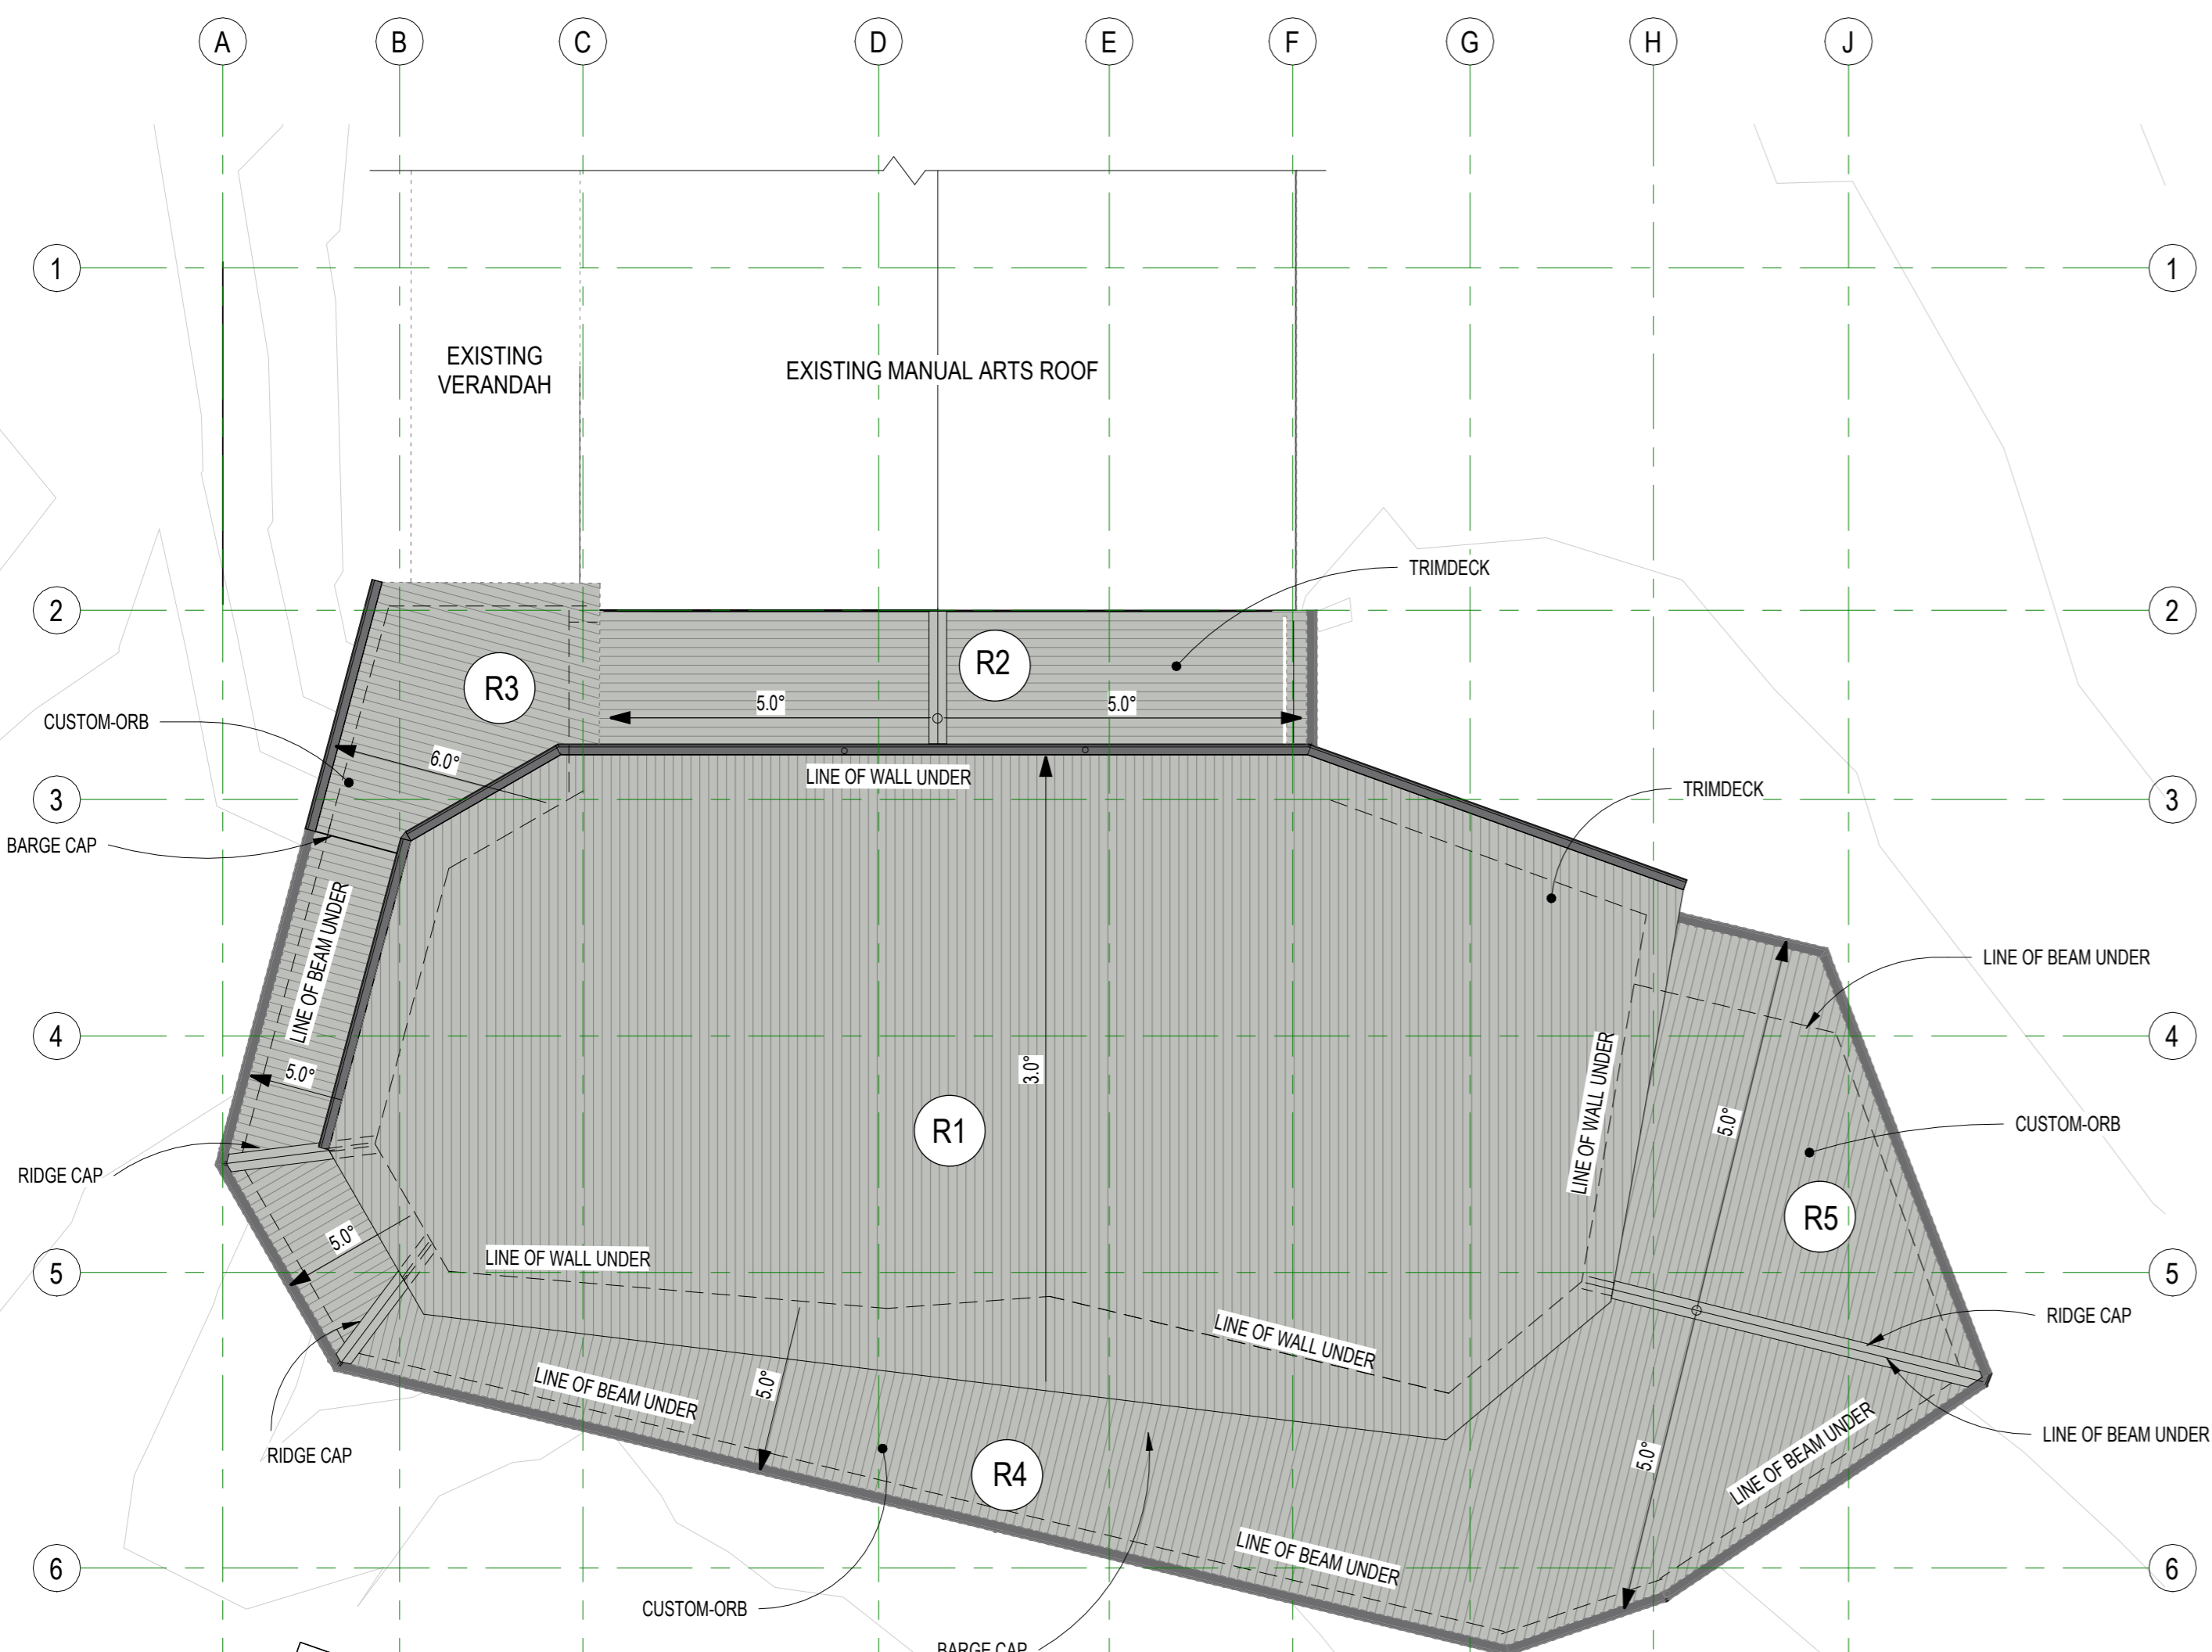 A B C D E F G H J
1 1
EXISTING
VERANDAH
EXISTING MANUAL ARTS ROOF
TRIMDECK
2 2
R2
R3
5.0°
5.0°
CUSTOM-ORB
6.0°
LINE OF WALL UNDER
TRIMDECK
3 3
BARGE CAP
LINE OF BEAM UNDER
LINE OF BEAM UNDER
4 4
LINE OF WALL UNDER
5.0°
3.0°
5.0°
CUSTOM-ORB
R1
RIDGE CAP
R5
5.0°
LINE OF WALL UNDER
5 5
RIDGE CAP
LINE OF WALL UNDER
5.0°
LINE OF BEAM UNDER
LINE OF BEAM UNDER
LINE OF BEAM UNDER
RIDGE CAP
5.0°
R4
LINE OF BEAM UNDER
6 6
CUSTOM-ORB
BARGE CAP